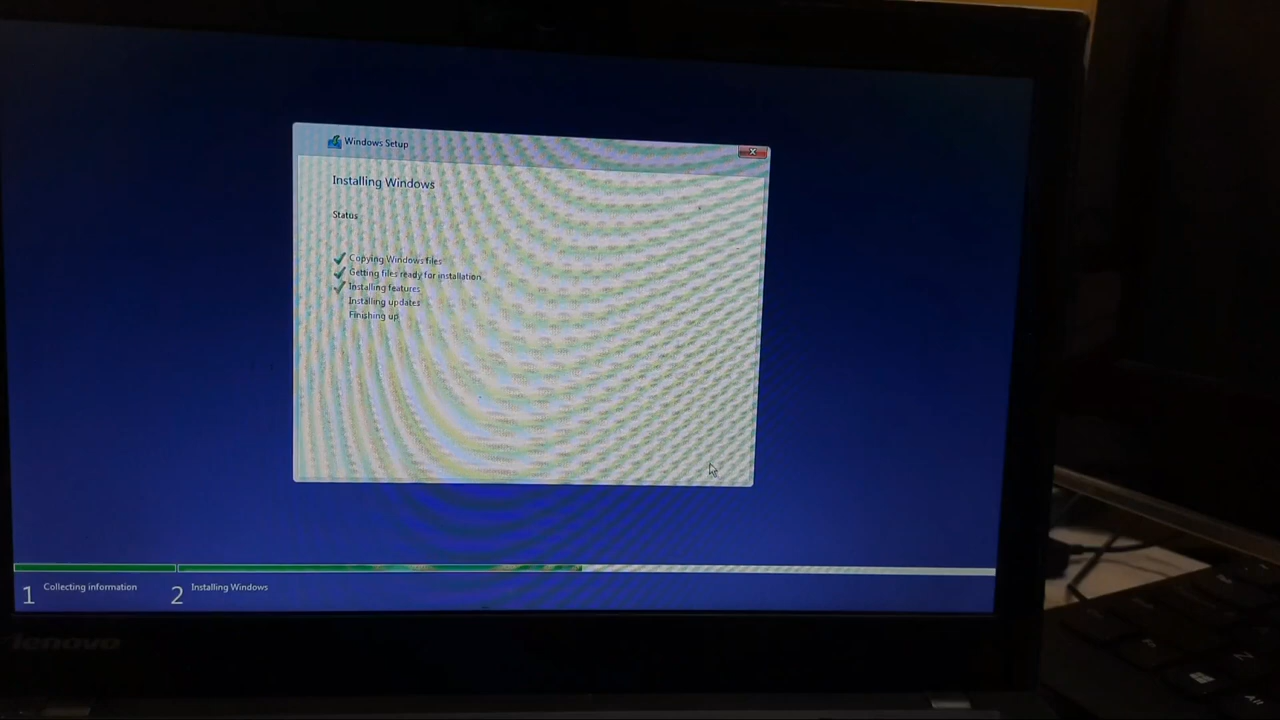 Windows Setup
Installing Windows
Status
Copying Windows files
Getting files ready for installation
Installing features
Installing updates
Finishing up
1 Collecting information
2 Installing Windows
lenovo
N
Alt